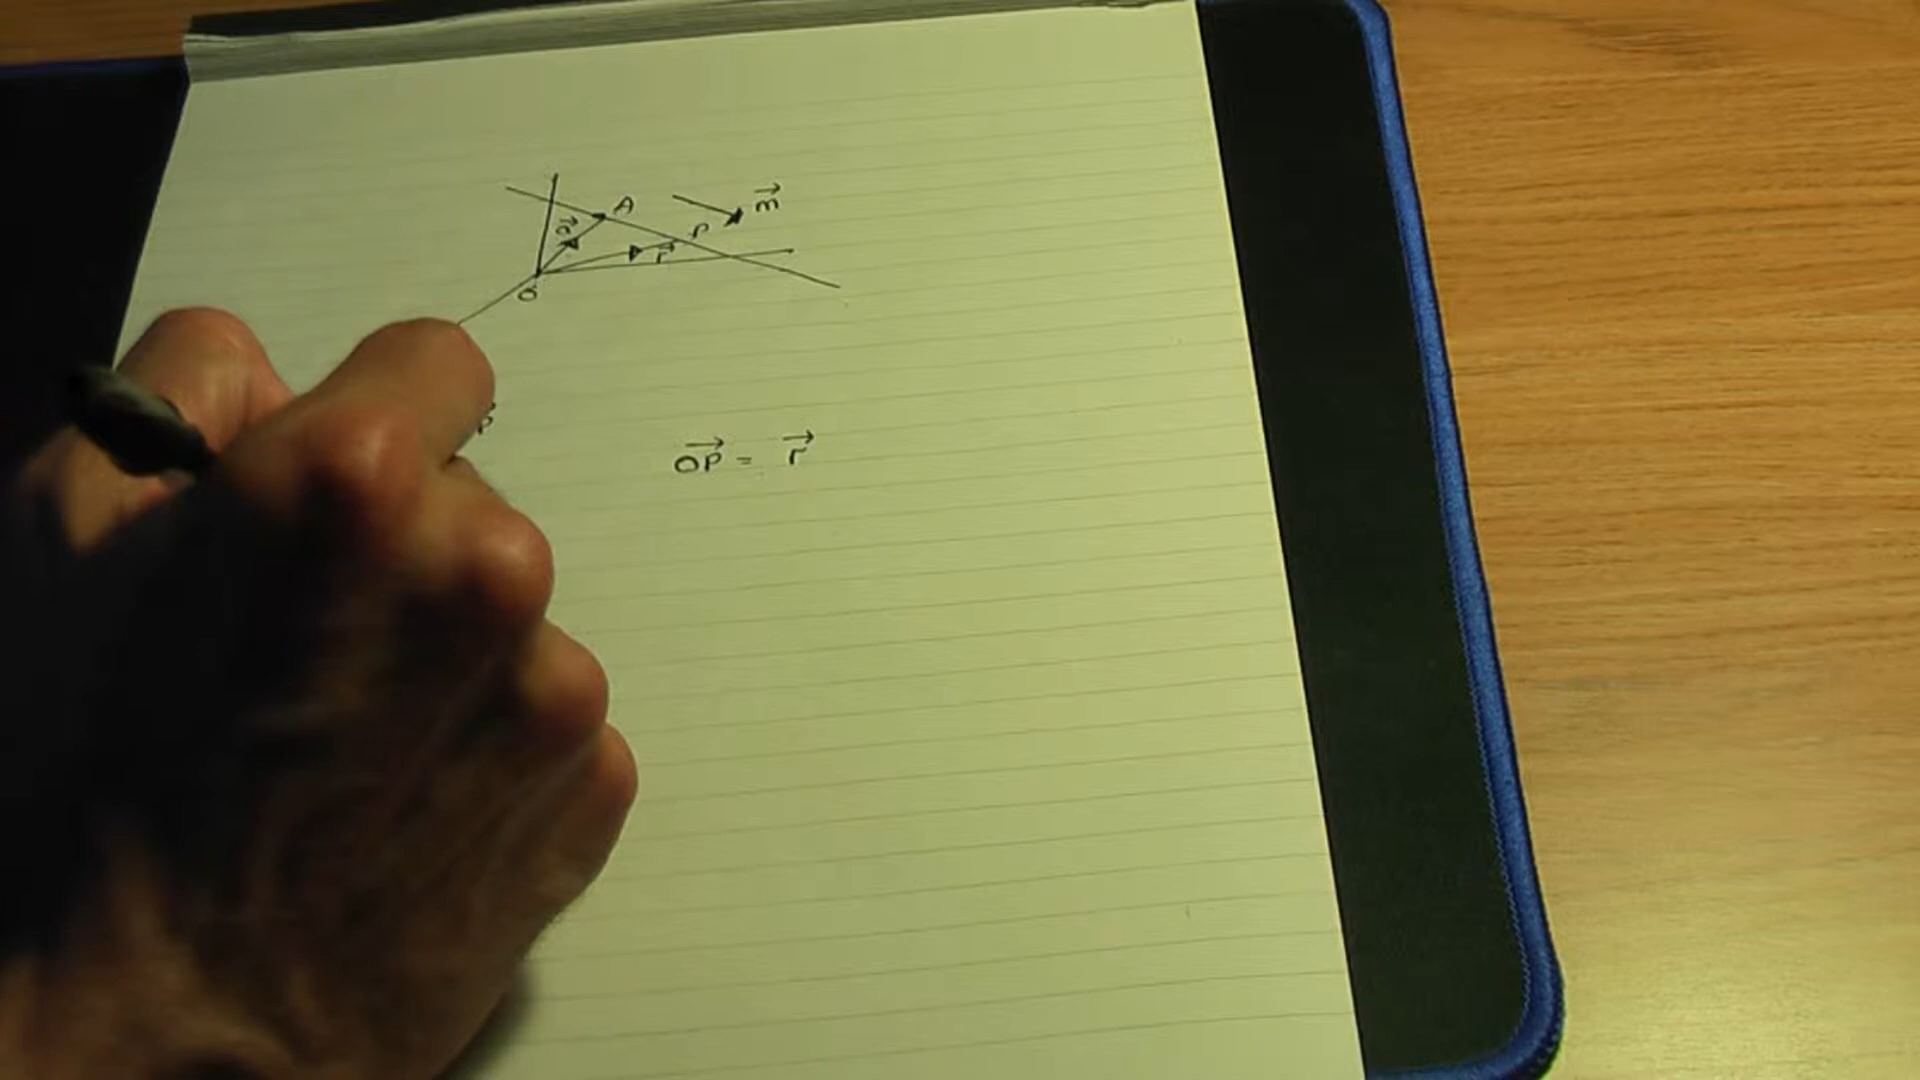 A
m⃗
a⃗
P
r⃗
O
OP⃗ = r⃗